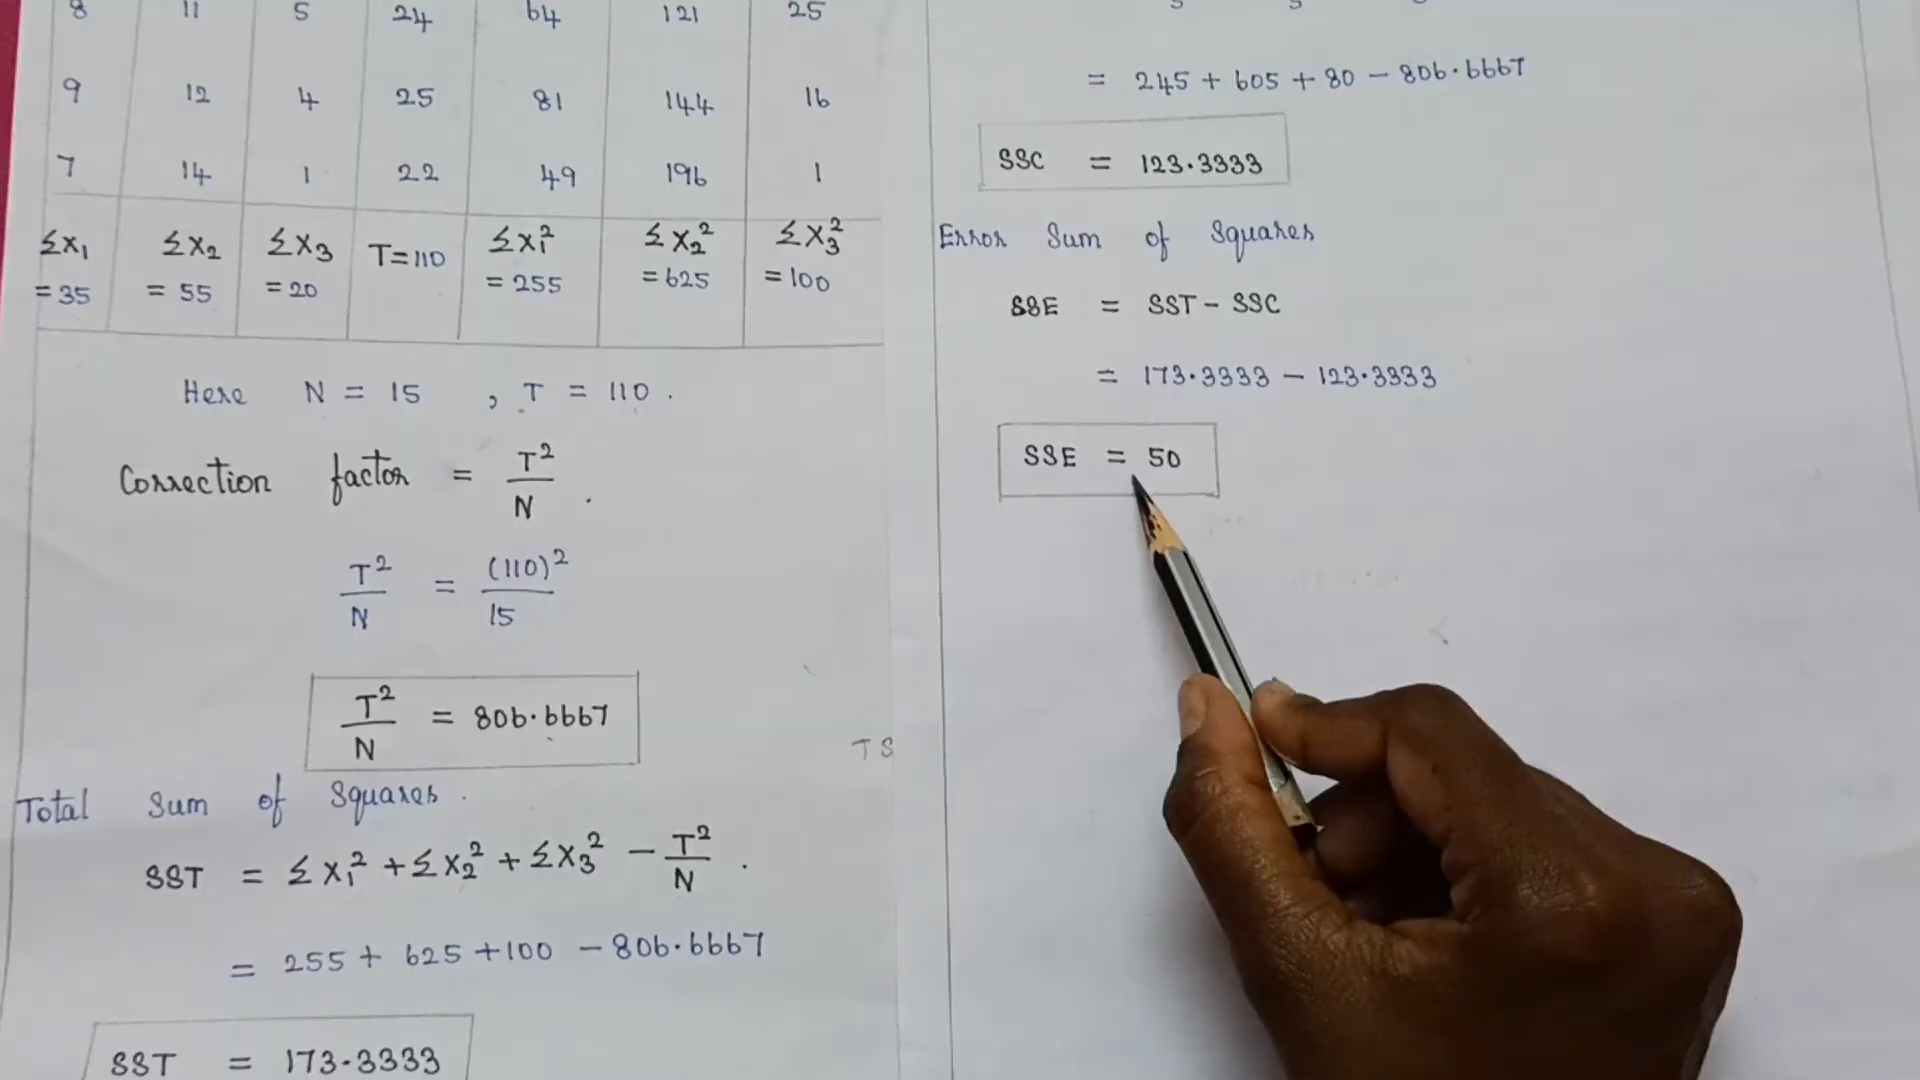 8 11 5 24 64 121 25
9 12 4 25 81 144 16
7 14 1 22 49 196 1
Σx₁ Σx₂ Σx₃ T=110 Σx₁² Σx₂² Σx₃²
=35 =55 =20 =255 =625 =100
Here N = 15 , T = 110 .
Correction factor = T²/N .
T²/N = (110)²/15
T²/N = 806.6667
Total Sum of Squares .
SST = Σx₁² + Σx₂² + Σx₃² − T²/N .
= 255 + 625 + 100 − 806.6667
SST = 173.3333
TS
= 245 + 605 + 80 − 806.6667
SSC = 123.3333
Error Sum of Squares
SSE = SST − SSC
= 173.3333 − 123.3333
SSE = 50